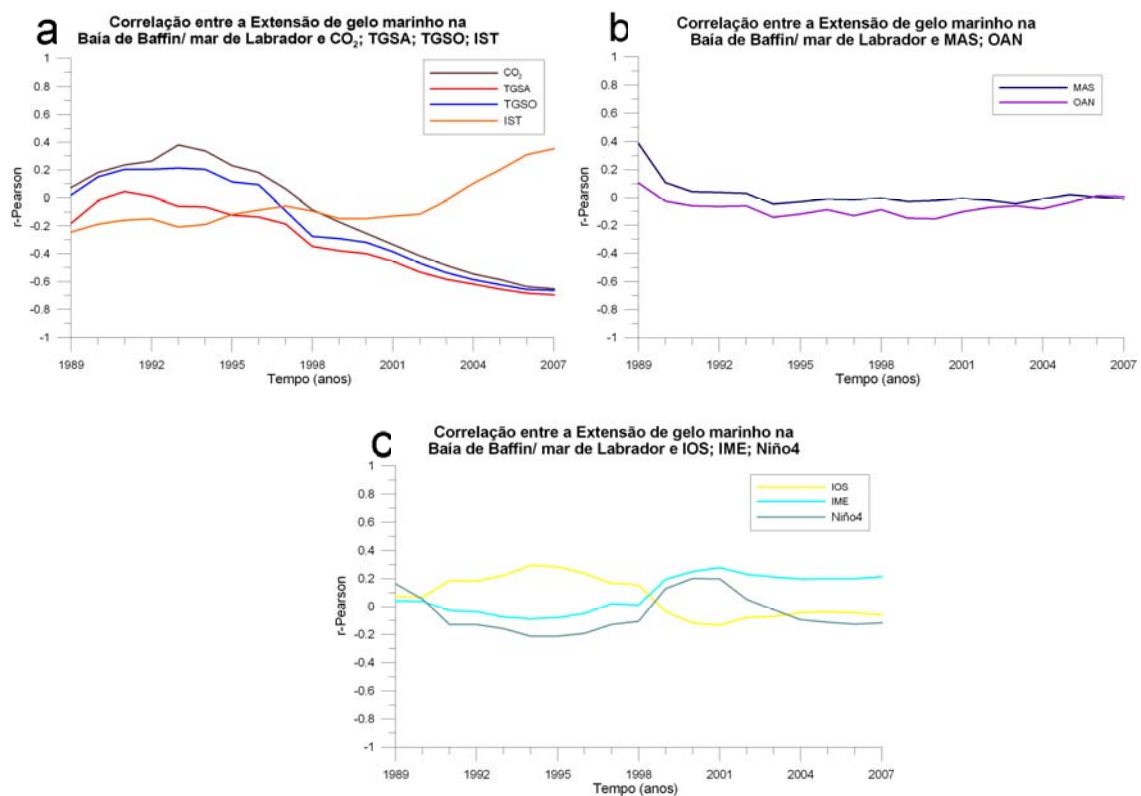 a
Correlação entre a Extensão de gelo marinho na
Baía de Baffin/ mar de Labrador e CO2; TGSA; TGSO; IST
CO2
TGSA
TGSO
IST
r-Pearson
1
0.8
0.6
0.4
0.2
0
-0.2
-0.4
-0.6
-0.8
-1
1989
1992
1995
1998
2001
2004
2007
Tempo (anos)
b
Correlação entre a Extensão de gelo marinho na
Baía de Baffin/ mar de Labrador e MAS; OAN
MAS
OAN
r-Pearson
1
0.8
0.6
0.4
0.2
0
-0.2
-0.4
-0.6
-0.8
-1
1989
1992
1995
1998
2001
2004
2007
Tempo (anos)
c
Correlação entre a Extensão de gelo marinho na
Baía de Baffin/ mar de Labrador e IOS; IME; Niño4
IOS
IME
Niño4
r-Pearson
1
0.8
0.6
0.4
0.2
0
-0.2
-0.4
-0.6
-0.8
-1
1989
1992
1995
1998
2001
2004
2007
Tempo (anos)